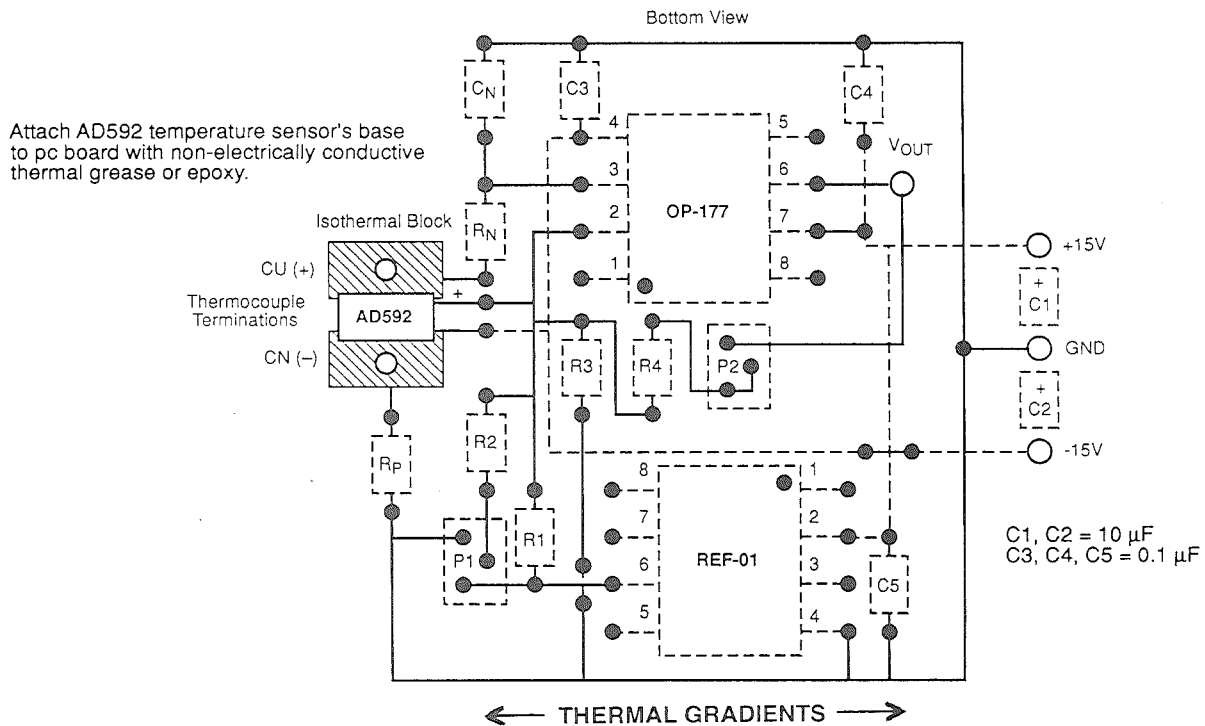 Bottom View
Attach AD592 temperature sensor's base
to pc board with non-electrically conductive
thermal grease or epoxy.
CN
C3
C4
4
5
VOUT
3
6
OP-177
2
7
RN
Isothermal Block
1
8
+15V
CU (+)
+
Thermocouple
Terminations
AD592
+
C1
CN (–)
R3
R4
P2
GND
+
C2
R2
RP
-15V
8
1
7
2
R1
P1
6
REF-01
3
C5
5
4
C1, C2 = 10 µF
C3, C4, C5 = 0.1 µF
THERMAL GRADIENTS